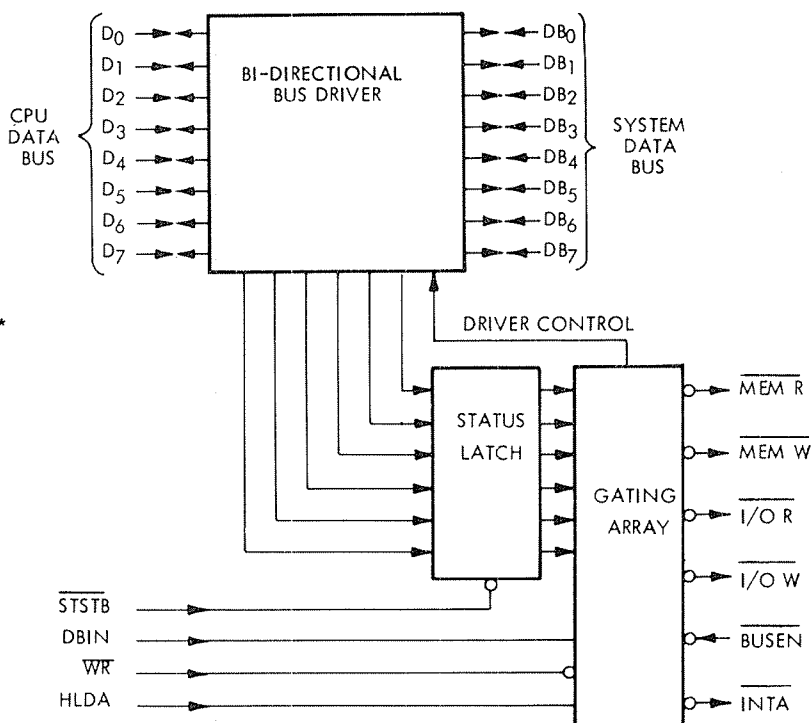 D0
D1
D2
D3
D4
D5
D6
D7
CPU
DATA
BUS
BI-DIRECTIONAL
BUS DRIVER
DB0
DB1
DB2
DB3
DB4
DB5
DB6
DB7
SYSTEM
DATA
BUS
*
DRIVER CONTROL
STATUS
LATCH
GATING
ARRAY
MEM R
MEM W
I/O R
I/O W
BUSEN
INTA
STSTB
DBIN
WR
HLDA